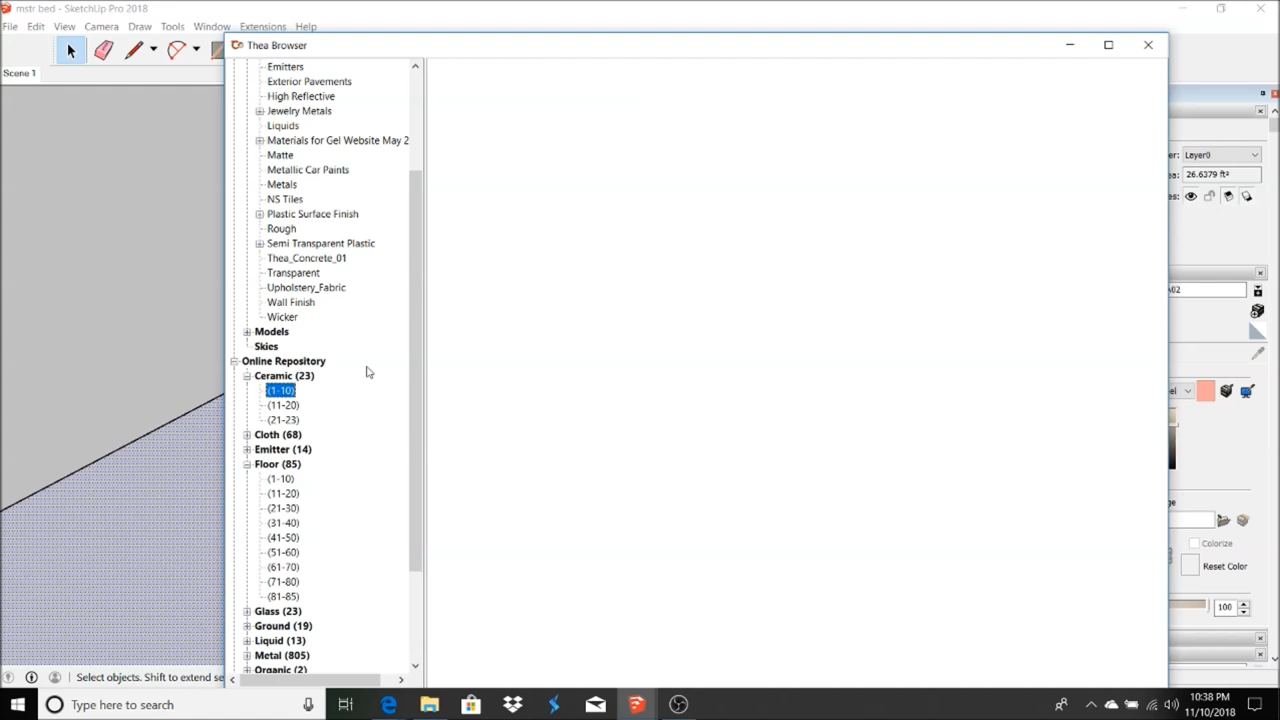 mstr bed - SketchUp Pro 2018
File Edit View Camera Draw Tools Window Extensions Help
Scene 1
Thea Browser
Emitters
Exterior Pavements
High Reflective
Jewelry Metals
Liquids
Materials for Gel Website May 2
Matte
Metallic Car Paints
Metals
NS Tiles
Plastic Surface Finish
Rough
Semi Transparent Plastic
Thea_Concrete_01
Transparent
Upholstery_Fabric
Wall Finish
Wicker
Models
Skies
Online Repository
Ceramic (23)
(1-10)
(11-20)
(21-23)
Cloth (68)
Emitter (14)
Floor (85)
(1-10)
(11-20)
(21-30)
(31-40)
(41-50)
(51-60)
(61-70)
(71-80)
(81-85)
Glass (23)
Ground (19)
Liquid (13)
Metal (805)
Organic (2)
er: Layer0
ea: 26.6379 ft²
es:
Colorize
Reset Color
100
Select objects. Shift to extend se
Type here to search
10:38 PM
11/10/2018